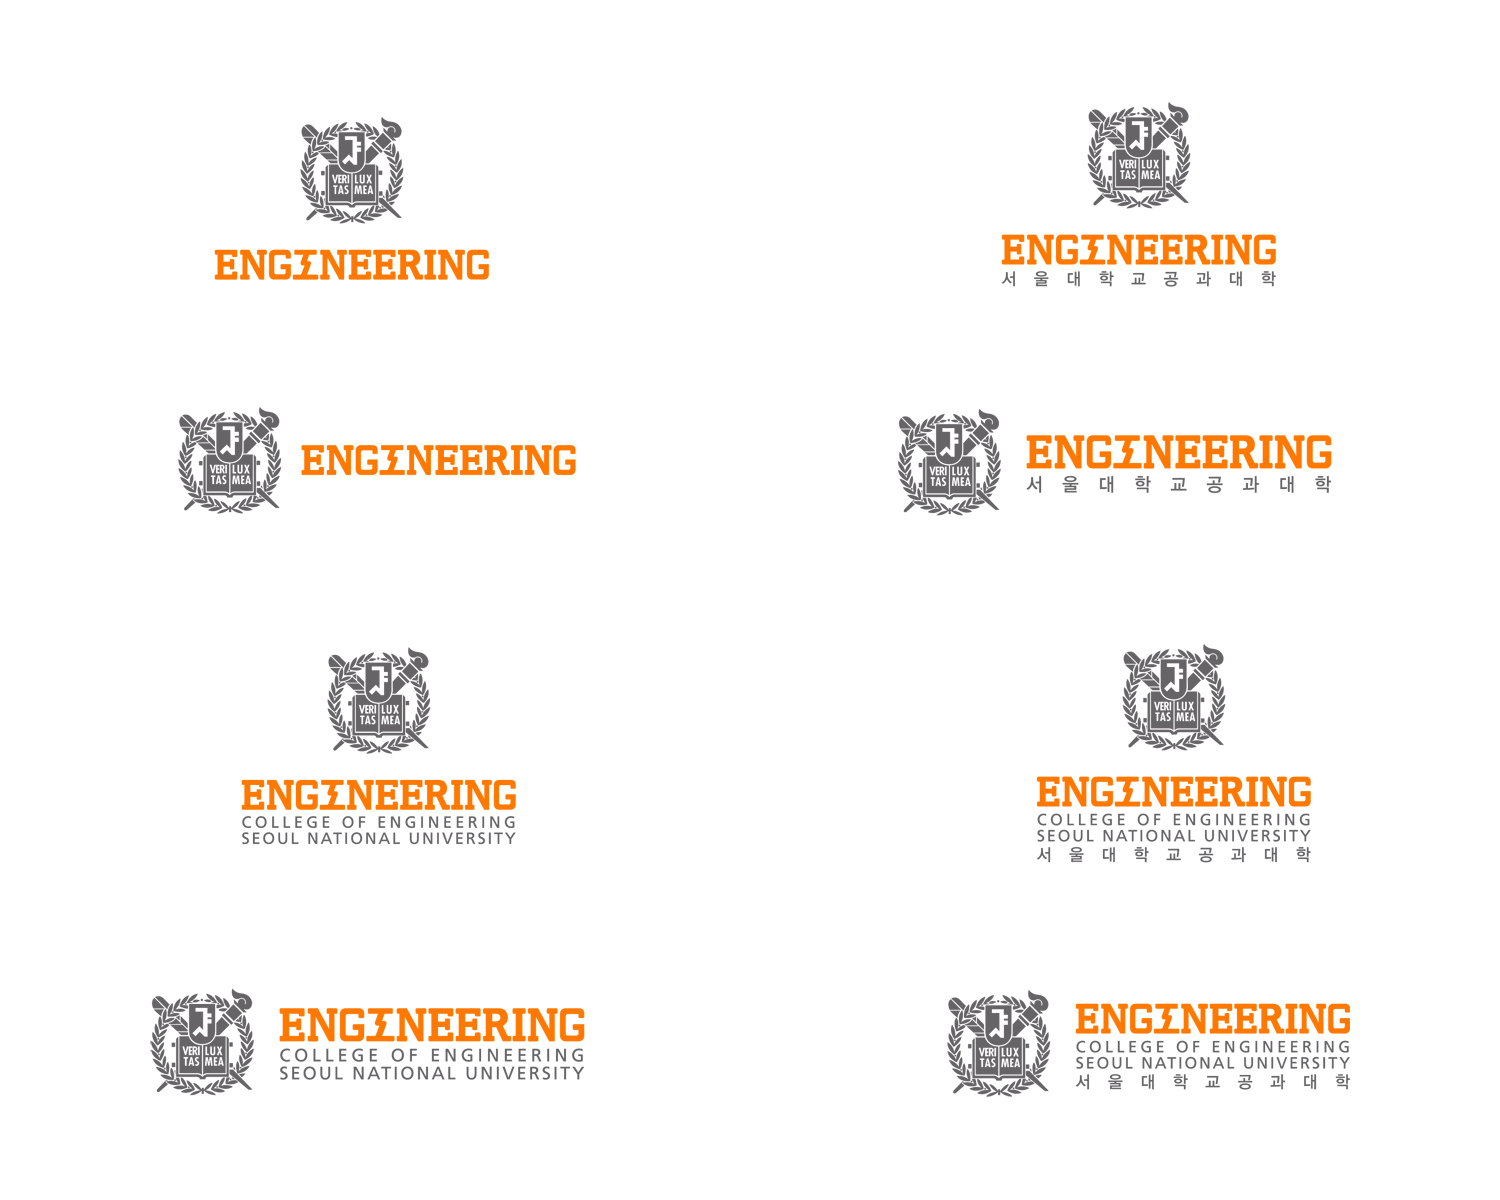 VERI LUX
TAS MEA
ENGINEERING
VERI LUX
TAS MEA
ENGINEERING
서울대학교공과대학
VERI LUX
TAS MEA
ENGINEERING
VERI LUX
TAS MEA
ENGINEERING
서울대학교공과대학
VERI LUX
TAS MEA
ENGINEERING
COLLEGE OF ENGINEERING
SEOUL NATIONAL UNIVERSITY
VERI LUX
TAS MEA
ENGINEERING
COLLEGE OF ENGINEERING
SEOUL NATIONAL UNIVERSITY
서울대학교공과대학
VERI LUX
TAS MEA
ENGINEERING
COLLEGE OF ENGINEERING
SEOUL NATIONAL UNIVERSITY
VERI LUX
TAS MEA
ENGINEERING
COLLEGE OF ENGINEERING
SEOUL NATIONAL UNIVERSITY
서울대학교공과대학